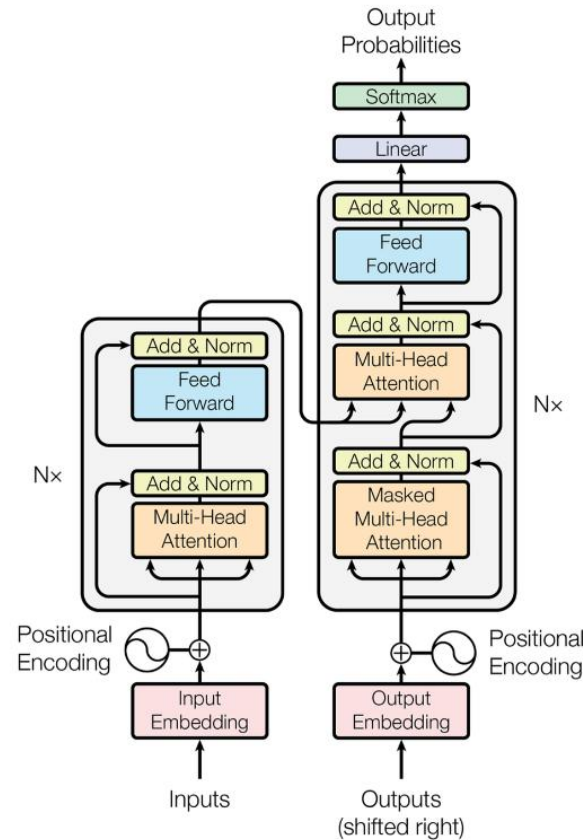 Output
Probabilities
Softmax
Linear
Add & Norm
Feed
Forward
Add & Norm
Multi-Head
Attention
Add & Norm
Masked
Multi-Head
Attention
N×
Add & Norm
Feed
Forward
Add & Norm
Multi-Head
Attention
N×
Positional
Encoding
Positional
Encoding
Input
Embedding
Output
Embedding
Inputs
Outputs
(shifted right)